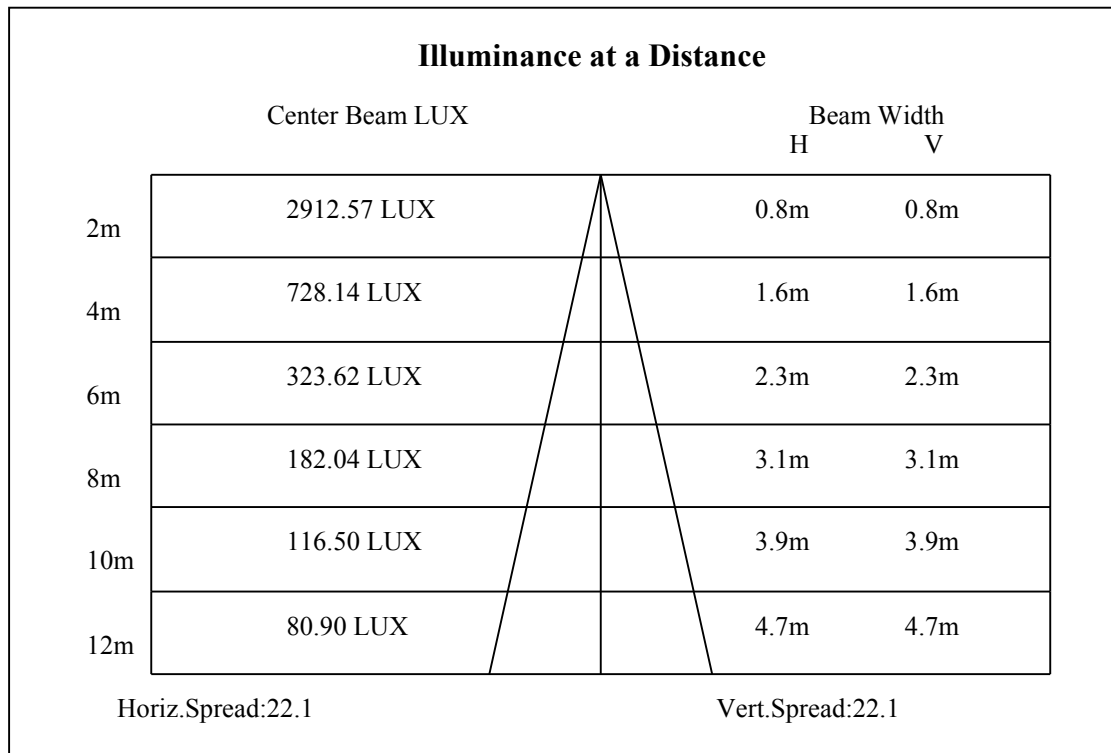 Illuminance at a Distance
Center Beam LUX Beam Width
H V
2m 2912.57 LUX 0.8m 0.8m
4m 728.14 LUX 1.6m 1.6m
6m 323.62 LUX 2.3m 2.3m
8m 182.04 LUX 3.1m 3.1m
10m 116.50 LUX 3.9m 3.9m
12m 80.90 LUX 4.7m 4.7m
Horiz.Spread:22.1 Vert.Spread:22.1